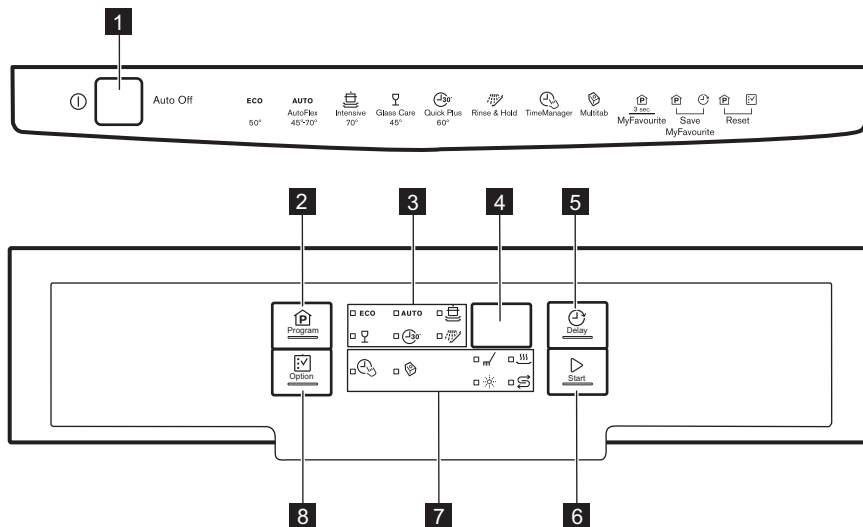 1
Auto Off
ECO
50°
AUTO
AutoFlex
45°-70°
Intensive
70°
Glass Care
45°
30'
Quick Plus
60°
Rinse & Hold
TimeManager
Multitab
P
3 sec.
MyFavourite
P
Save
MyFavourite
P
Reset
2
3
4
5
P
Program
ECO
AUTO
30'
Delay
Option
Start
8
7
6